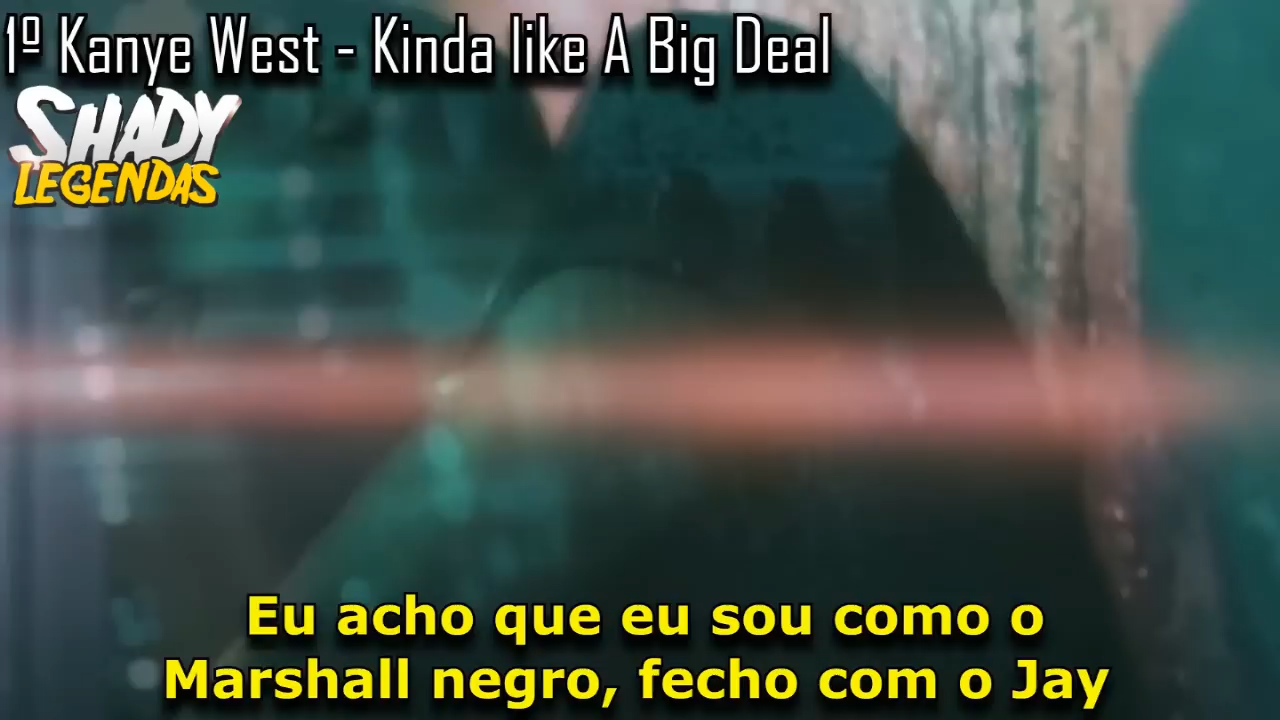 1º Kanye West - Kinda like A Big Deal
SHADY
LEGENDAS
Eu acho que eu sou como o
Marshall negro, fecho com o Jay